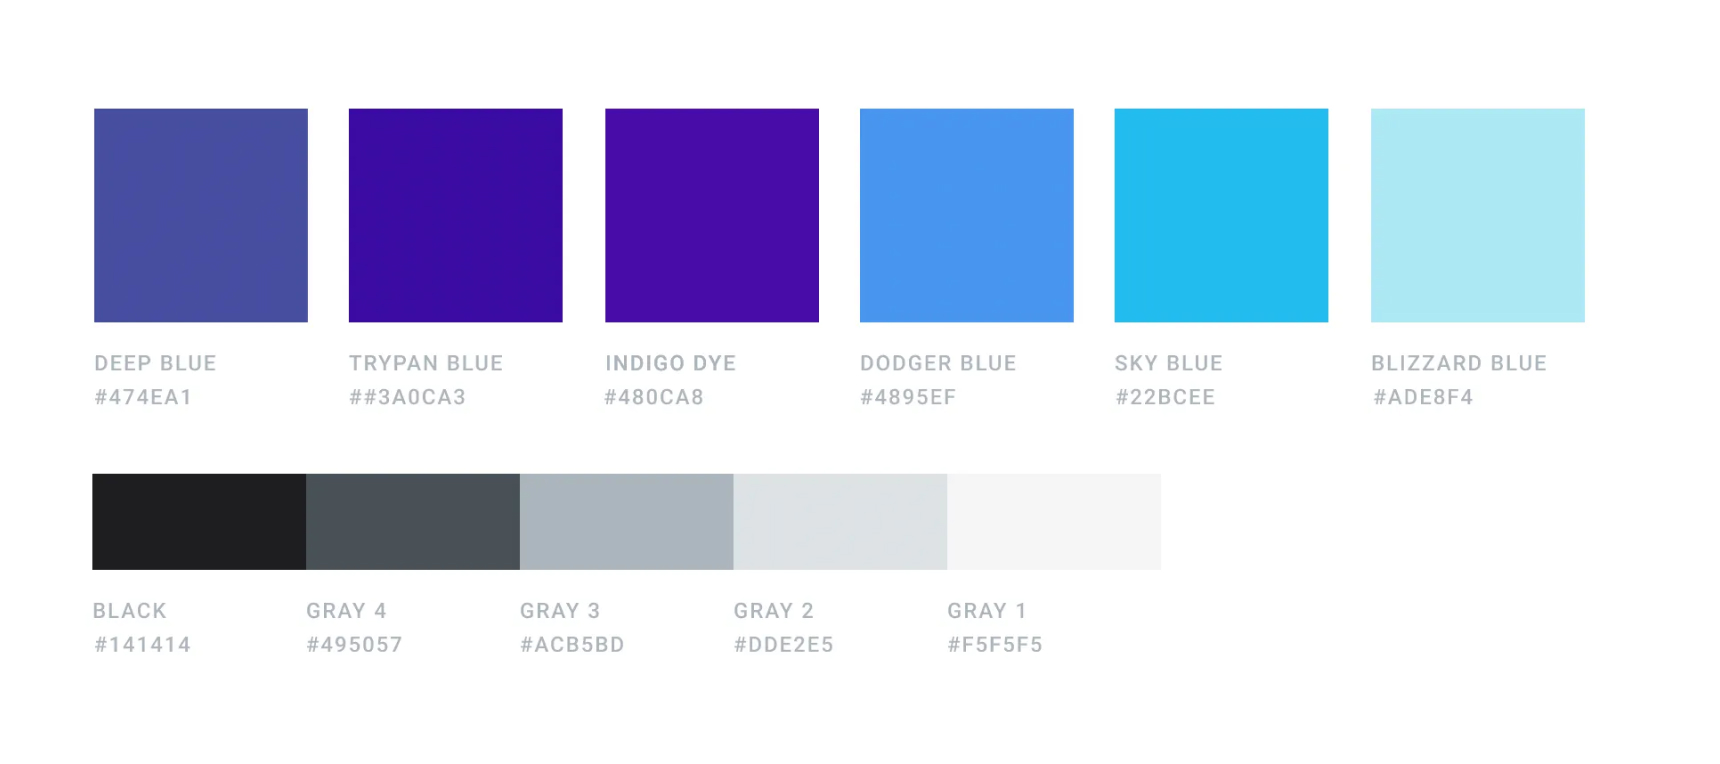 DEEP BLUE
#474EA1
TRYPAN BLUE
##3A0CA3
INDIGO DYE
#480CA8
DODGER BLUE
#4895EF
SKY BLUE
#22BCEE
BLIZZARD BLUE
#ADE8F4
BLACK
#141414
GRAY 4
#495057
GRAY 3
#ACB5BD
GRAY 2
#DDE2E5
GRAY 1
#F5F5F5